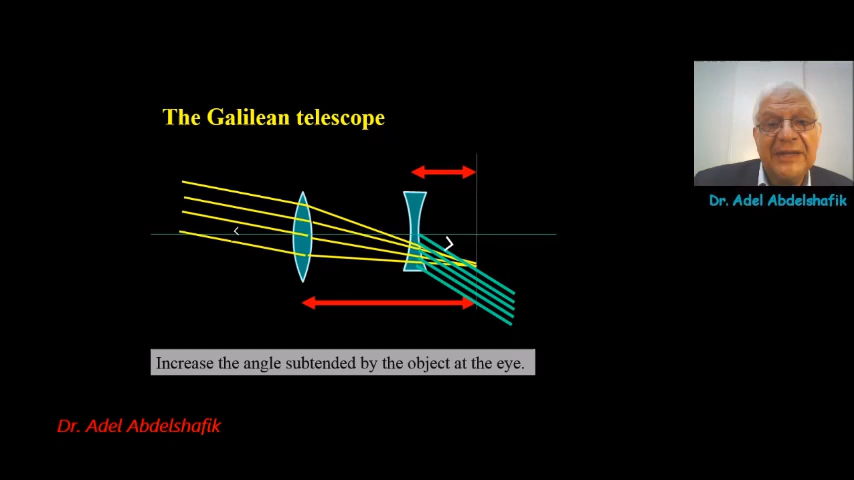 The Galilean telescope
Dr. Adel Abdelshafik
Increase the angle subtended by the object at the eye.
Dr. Adel Abdelshafik